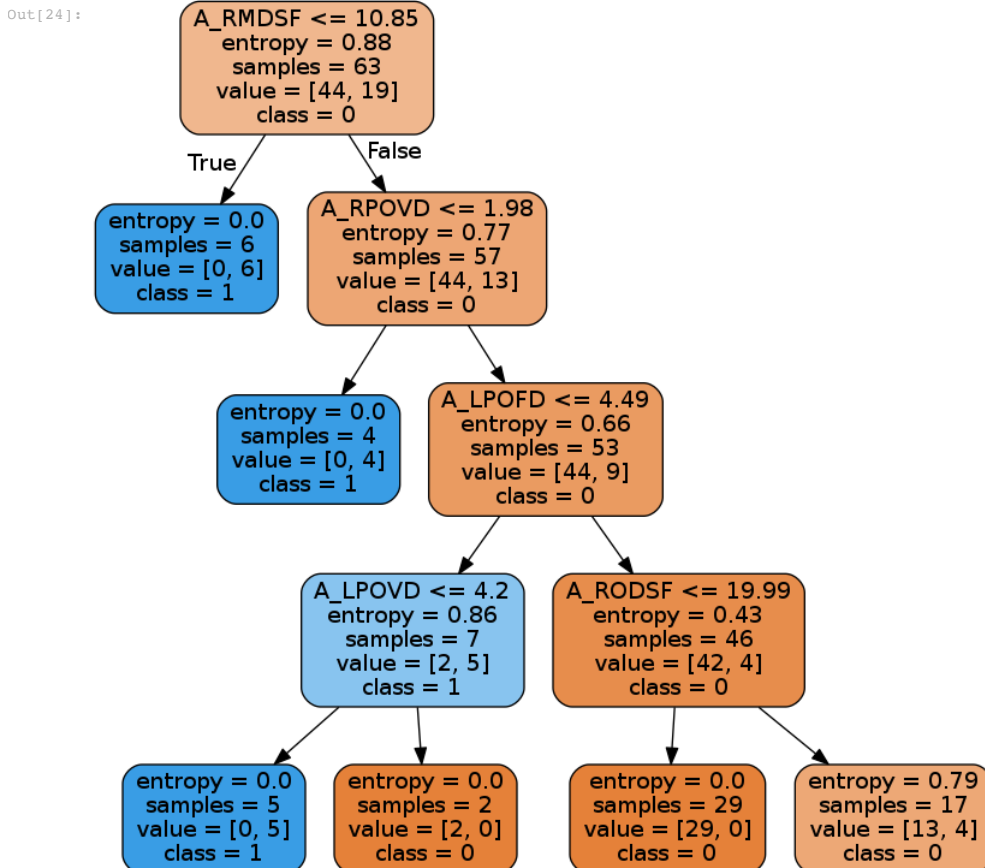 Out[24]:
A_RMDSF <= 10.85
entropy = 0.88
samples = 63
value = [44, 19]
class = 0
True
False
entropy = 0.0
samples = 6
value = [0, 6]
class = 1
A_RPOVD <= 1.98
entropy = 0.77
samples = 57
value = [44, 13]
class = 0
entropy = 0.0
samples = 4
value = [0, 4]
class = 1
A_LPOFD <= 4.49
entropy = 0.66
samples = 53
value = [44, 9]
class = 0
A_LPOVD <= 4.2
entropy = 0.86
samples = 7
value = [2, 5]
class = 1
A_RODSF <= 19.99
entropy = 0.43
samples = 46
value = [42, 4]
class = 0
entropy = 0.0
samples = 5
value = [0, 5]
class = 1
entropy = 0.0
samples = 2
value = [2, 0]
class = 0
entropy = 0.0
samples = 29
value = [29, 0]
class = 0
entropy = 0.79
samples = 17
value = [13, 4]
class = 0